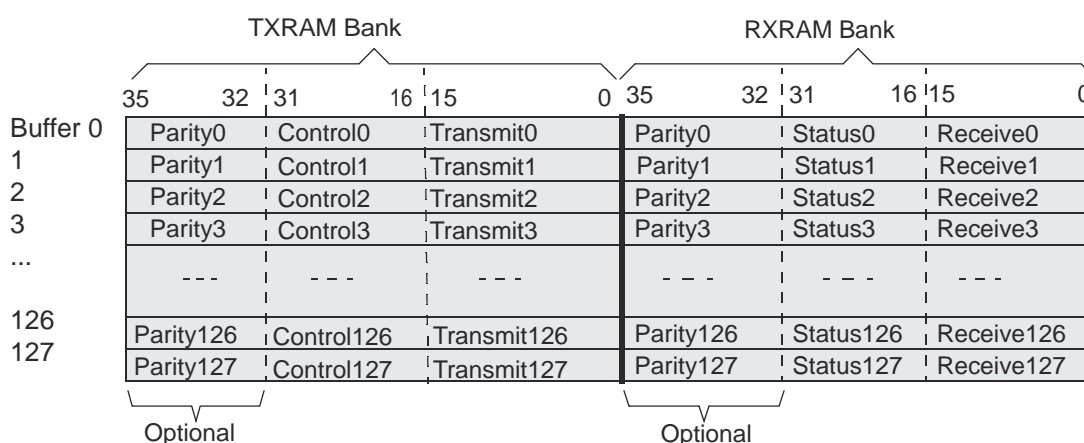 TXRAM Bank RXRAM Bank
35 32 31 16 15 0 35 32 31 16 15 0
Buffer 0 Parity0 Control0 Transmit0 Parity0 Status0 Receive0
1 Parity1 Control1 Transmit1 Parity1 Status1 Receive1
2 Parity2 Control2 Transmit2 Parity2 Status2 Receive2
3 Parity3 Control3 Transmit3 Parity3 Status3 Receive3
... --- --- --- --- --- ---
126 Parity126 Control126 Transmit126 Parity126 Status126 Receive126
127 Parity127 Control127 Transmit127 Parity127 Status127 Receive127
Optional Optional